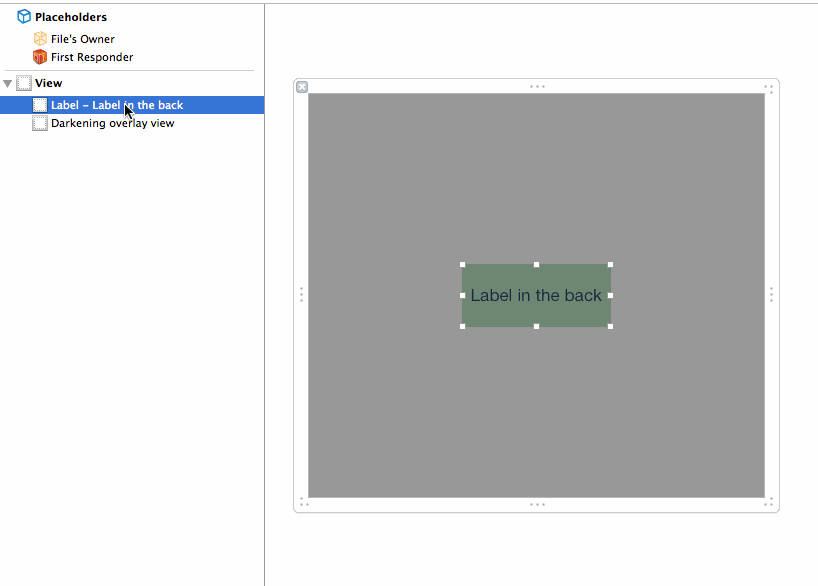 Placeholders
File's Owner
First Responder
View
Label – Label in the back
Darkening overlay view
Label in the back